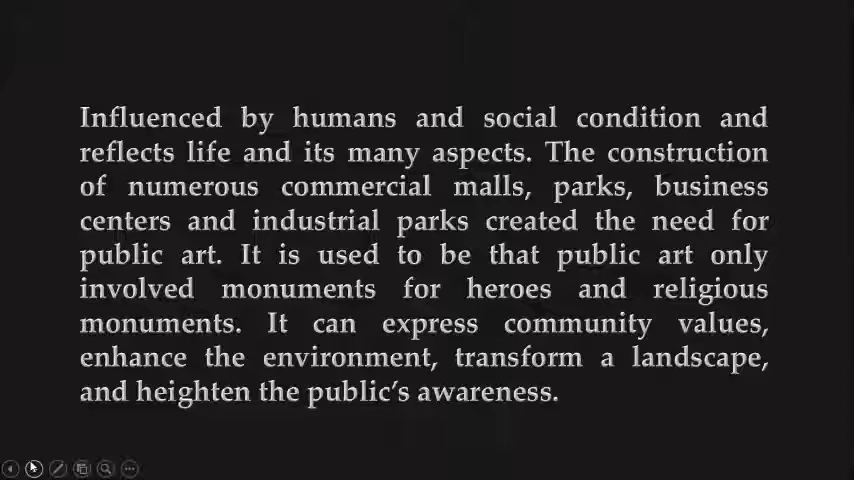 Influenced by humans and social condition and
reflects life and its many aspects. The construction
of numerous commercial malls, parks, business
centers and industrial parks created the need for
public art. It is used to be that public art only
involved monuments for heroes and religious
monuments. It can express community values,
enhance the environment, transform a landscape,
and heighten the public’s awareness.